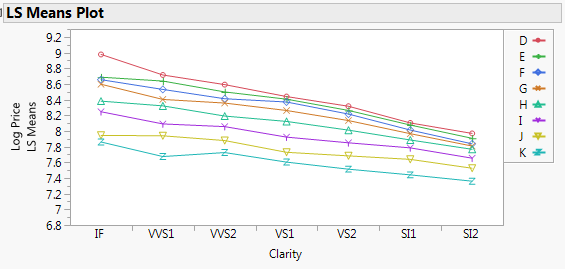 LS Means Plot
Log Price
LS Means
9.2
9
8.8
8.6
8.4
8.2
8
7.8
7.6
7.4
7.2
7
6.8
IF VVS1 VVS2 VS1 VS2 SI1 SI2
Clarity
D
E
F
G
H
I
J
K